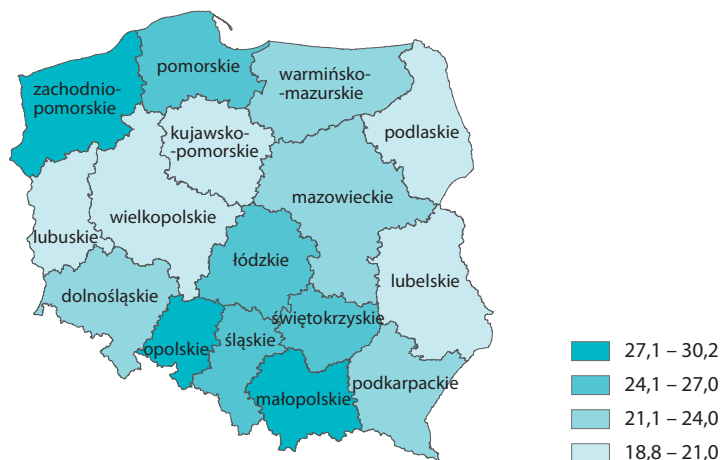 pomorskie
warmińsko-
-mazurskie
zachodnio-
pomorskie
kujawsko-
-pomorskie
podlaskie
mazowieckie
wielkopolskie
lubuskie
łódzkie
lubelskie
dolnośląskie
świętokrzyskie
opolskie
śląskie
podkarpackie
małopolskie
27,1 – 30,2
24,1 – 27,0
21,1 – 24,0
18,8 – 21,0